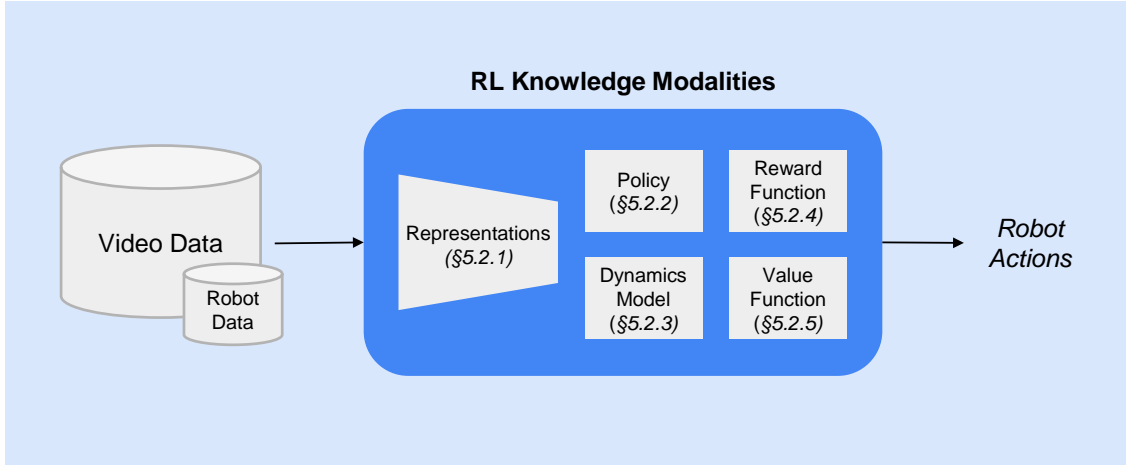 RL Knowledge Modalities
Video Data
Robot
Data
Representations
(§5.2.1)
Policy
(§5.2.2)
Reward
Function
(§5.2.4)
Dynamics
Model
(§5.2.3)
Value
Function
(§5.2.5)
Robot
Actions